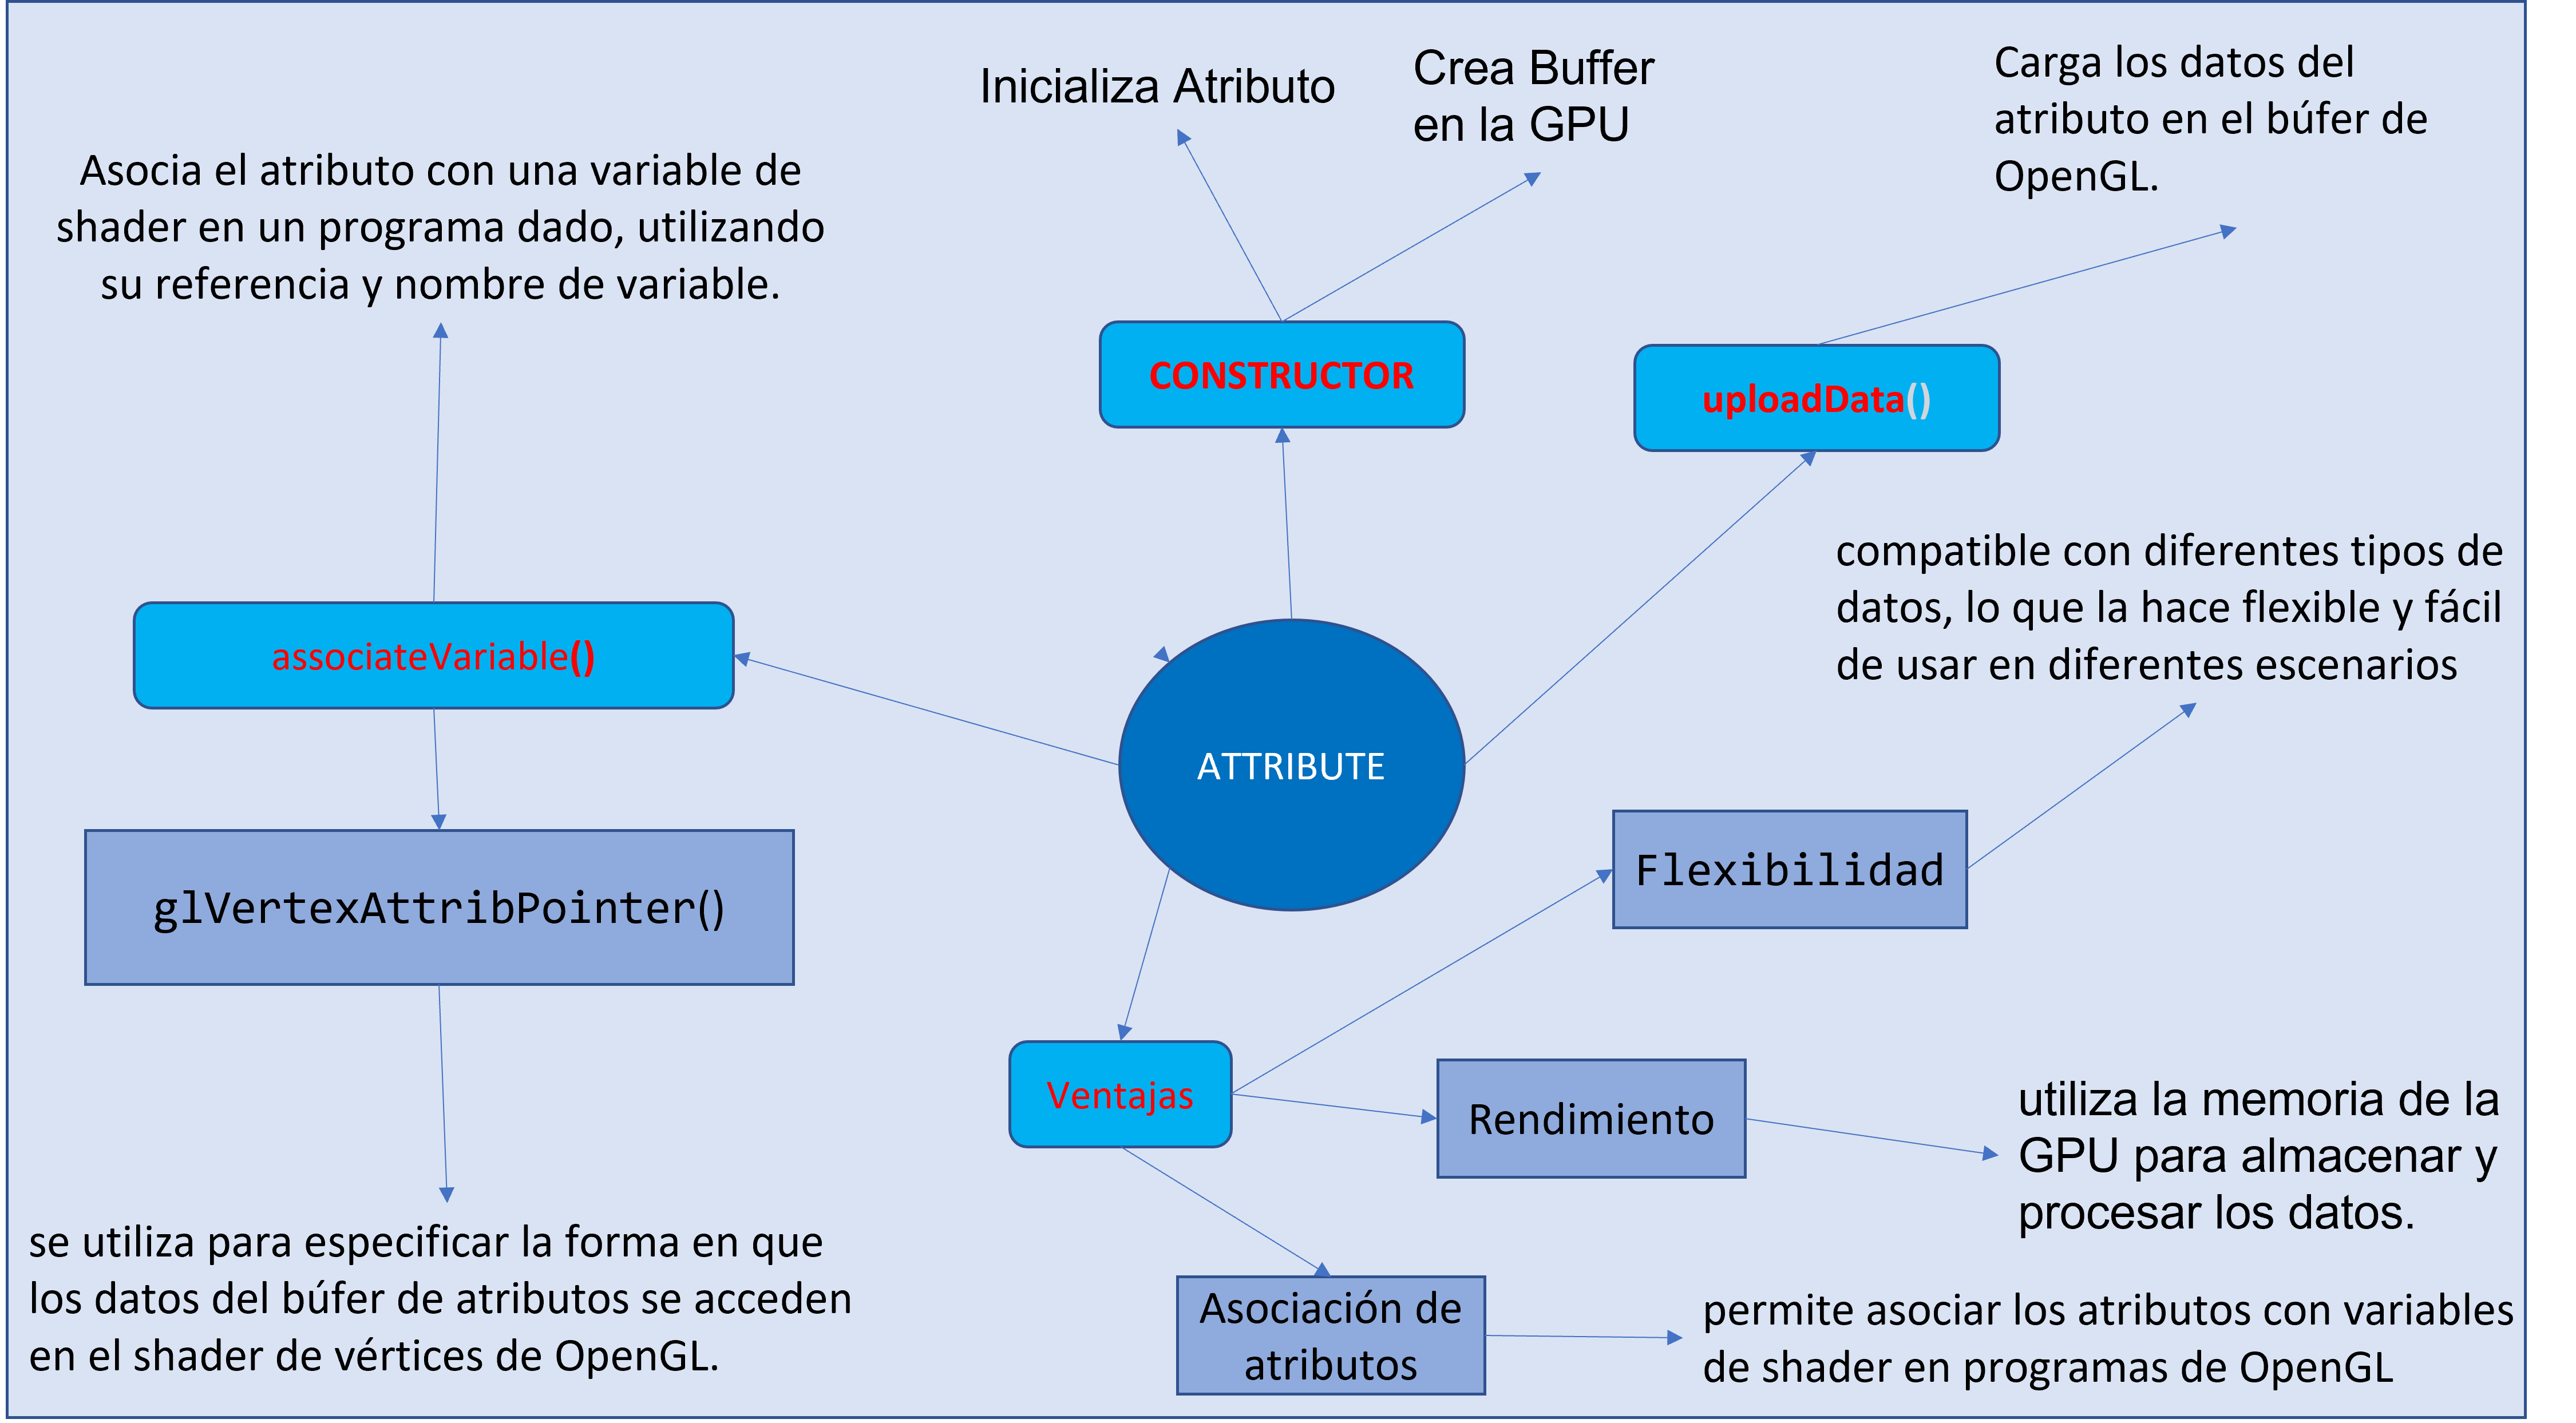 Inicializa Atributo
Crea Buffer
en la GPU
Carga los datos del
atributo en el búfer de
OpenGL.
Asocia el atributo con una variable de
shader en un programa dado, utilizando
su referencia y nombre de variable.
CONSTRUCTOR
uploadData()
compatible con diferentes tipos de
datos, lo que la hace flexible y fácil
de usar en diferentes escenarios
associateVariable()
ATTRIBUTE
glVertexAttribPointer()
Flexibilidad
Ventajas
Rendimiento
utiliza la memoria de la
GPU para almacenar y
procesar los datos.
se utiliza para especificar la forma en que
los datos del búfer de atributos se acceden
en el shader de vértices de OpenGL.
Asociación de
atributos
permite asociar los atributos con variables
de shader en programas de OpenGL